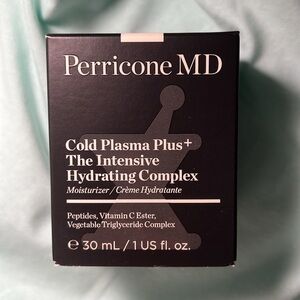 Perricone MD
Cold Plasma Plus+
The Intensive
Hydrating Complex
Moisturizer / Crème Hydratante
Peptides, Vitamin C Ester,
Vegetable Triglyceride Complex
℮ 30 mL / 1 US fl. oz.